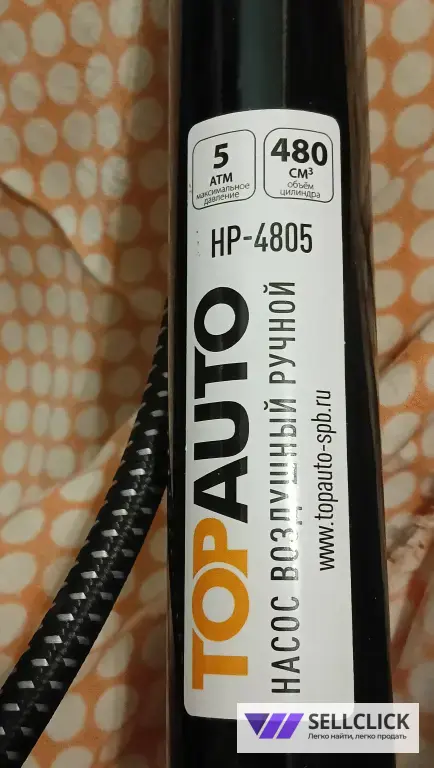 5
АТМ
максимальное
давление
480
СМ³
объём
цилиндра
HP-4805
TOPAUTO
НАСОС ВОЗДУШНЫЙ РУЧНОЙ
www.topauto-spb.ru
SELLCLICK
Легко найти, легко продать